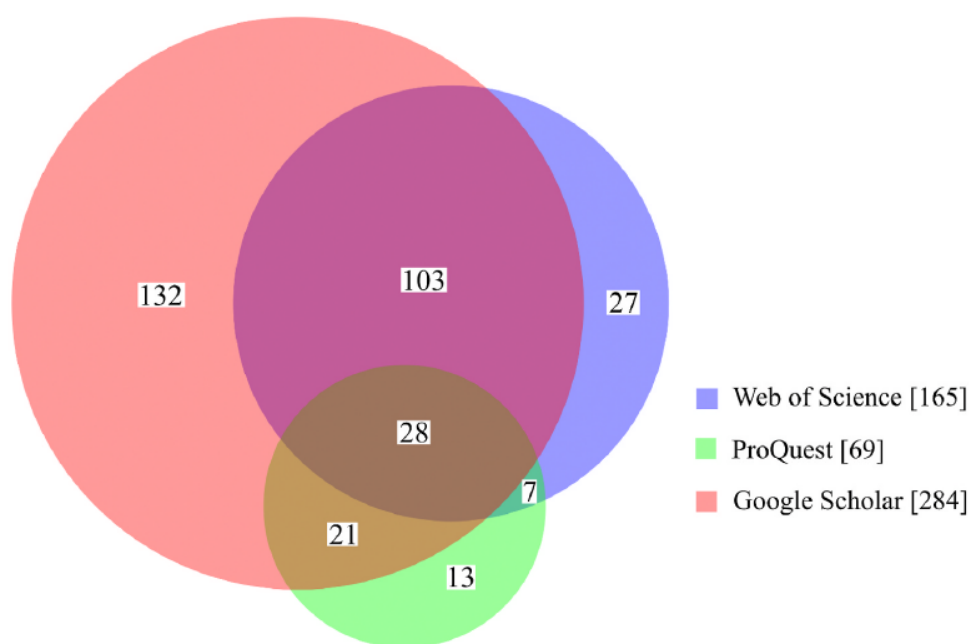 132
103
27
28
7
21
13
Web of Science [165]
ProQuest [69]
Google Scholar [284]